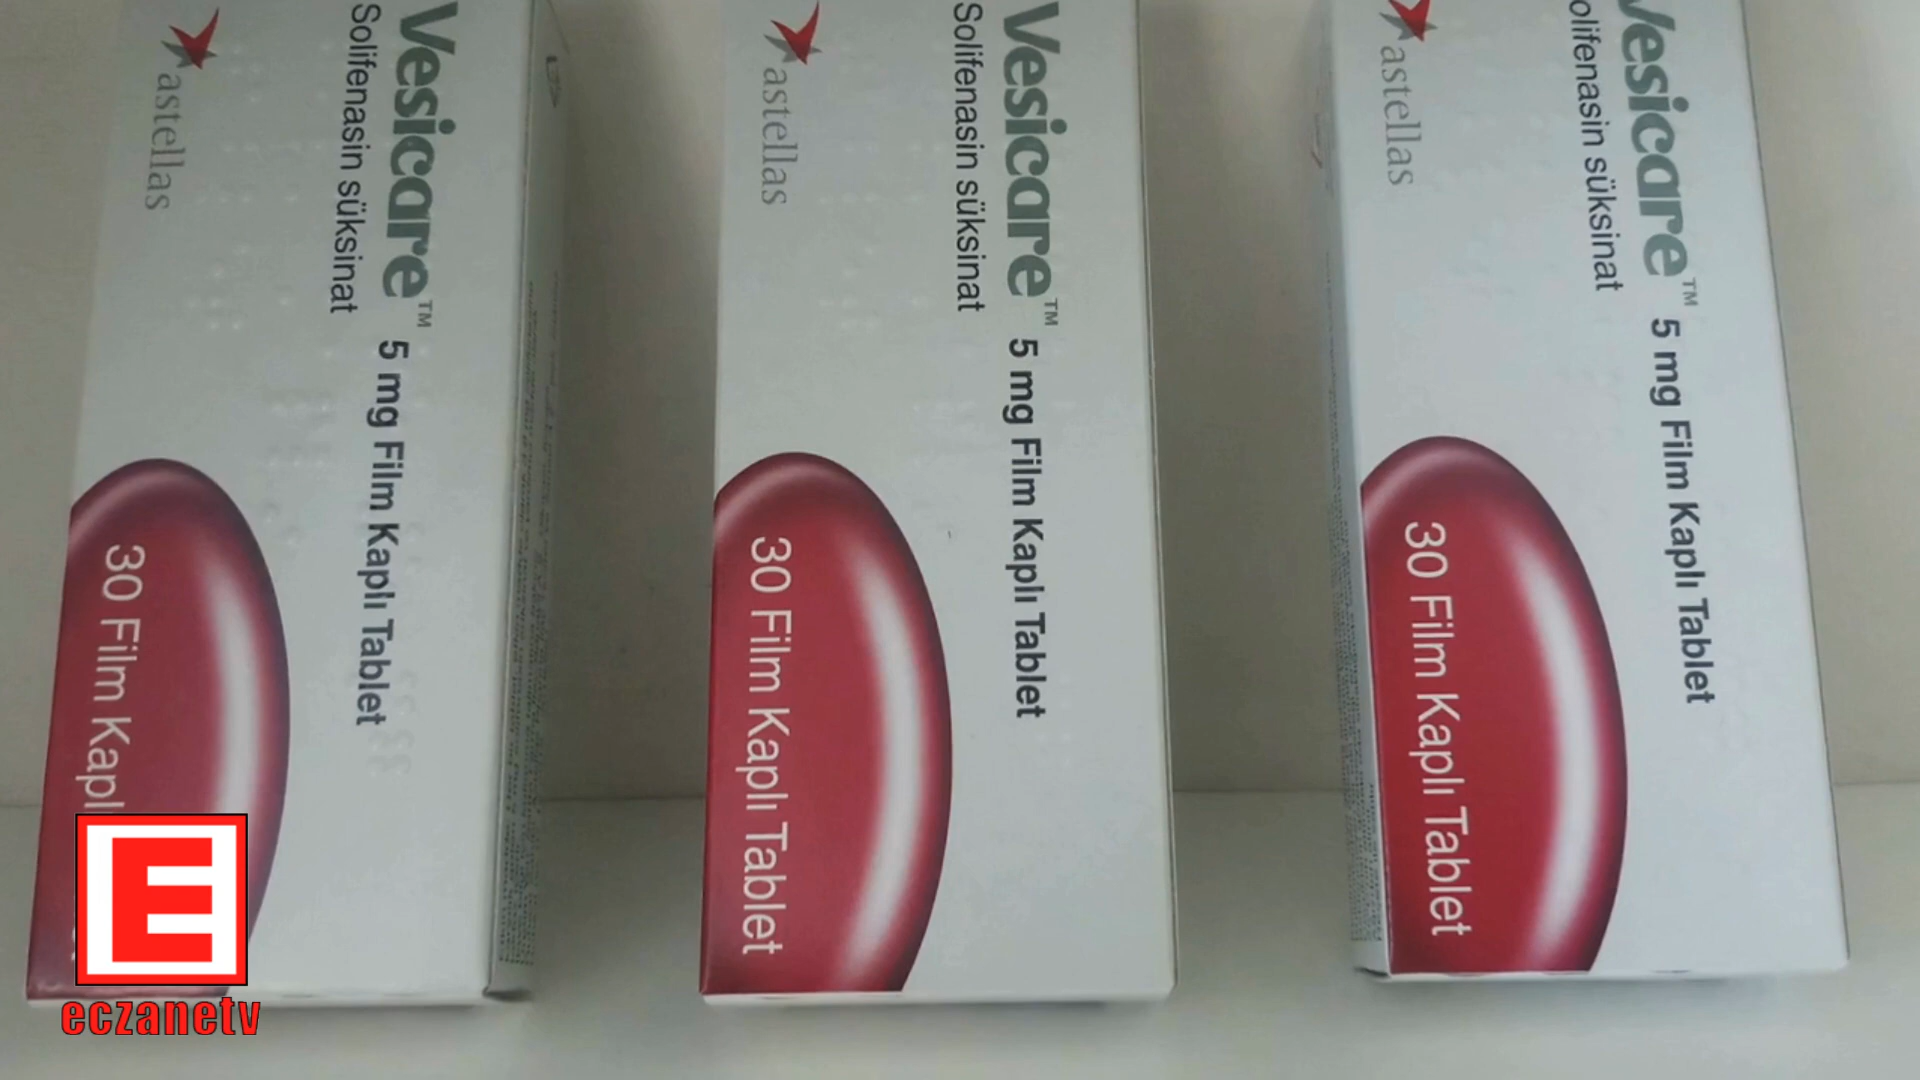 Vesicare™ 5 mg Film Kaplı Tablet
Solifenasin süksinat
astellas
30 Film Kaplı
Vesicare™ 5 mg Film Kaplı Tablet
Solifenasin süksinat
astellas
30 Film Kaplı Tablet
Vesicare™ 5 mg Film Kaplı Tablet
olifenasin süksinat
astellas
30 Film Kaplı Tablet
E
eczanetv